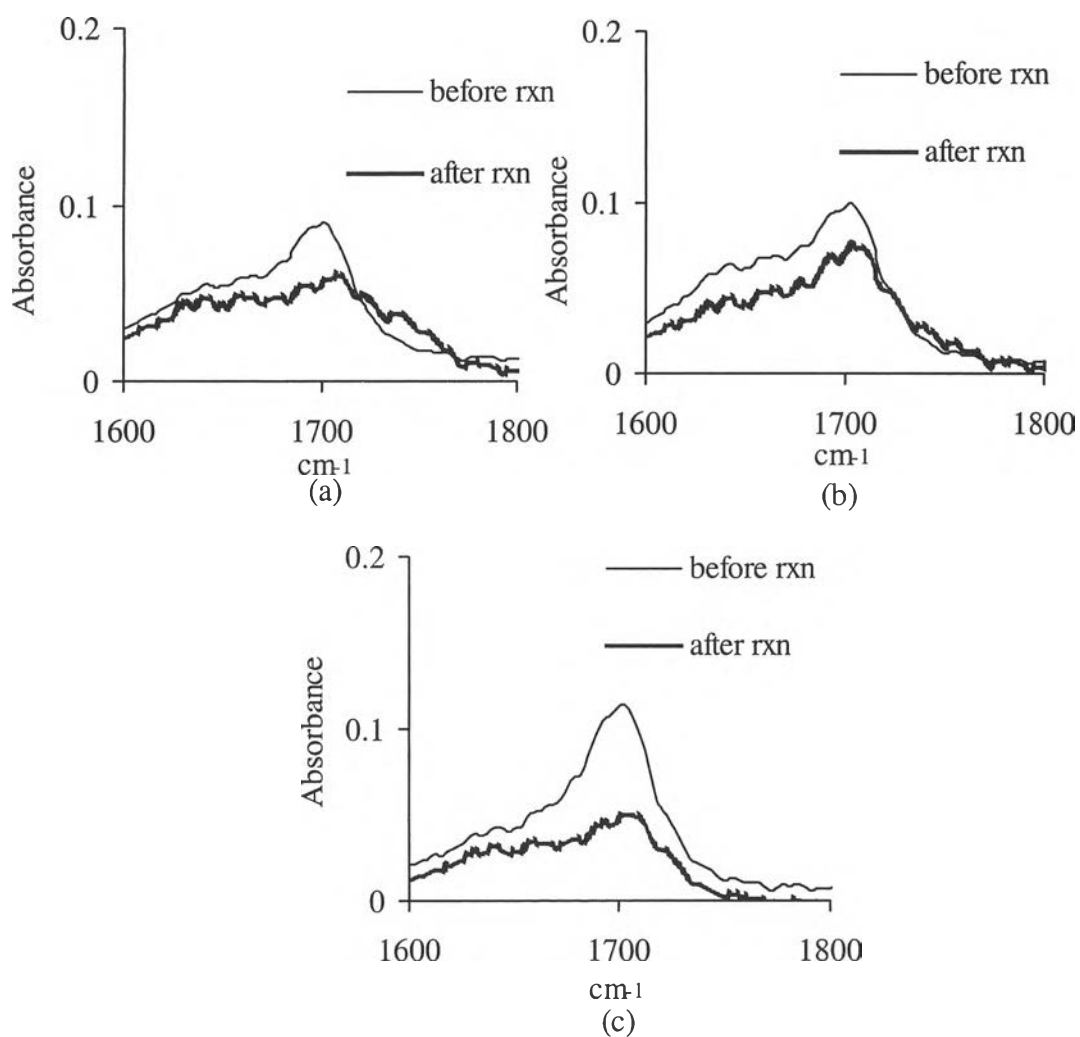 0.2
before rxn
after rxn
Absorbance
0.1
0
1600 1700 1800
cm-1
(a)
0.2
before rxn
after rxn
Absorbance
0.1
0
1600 1700 1800
cm-1
(b)
0.2
before rxn
after rxn
Absorbance
0.1
0
1600 1700 1800
cm-1
(c)